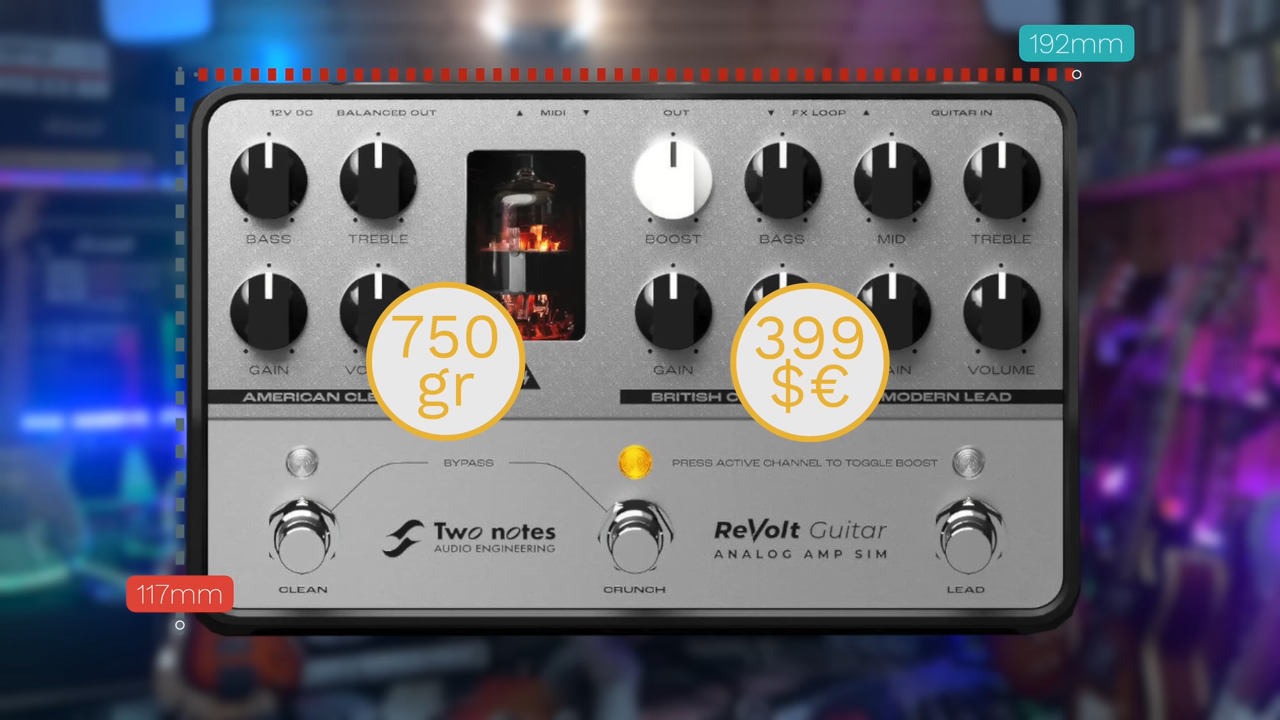 192mm
12V DC BALANCED OUT ▲ MIDI ▼ OUT ▼ FX LOOP ▲ GUITAR IN
BASS TREBLE BOOST BASS MID TREBLE
750
gr
399
$€
GAIN GAIN VOLUME
AMERICAN BRITISH MODERN LEAD
BYPASS PRESS ACTIVE CHANNEL TO TOGGLE BOOST
Two notes
AUDIO ENGINEERING
ReVolt Guitar
ANALOG AMP SIM
CLEAN CRUNCH LEAD
117mm